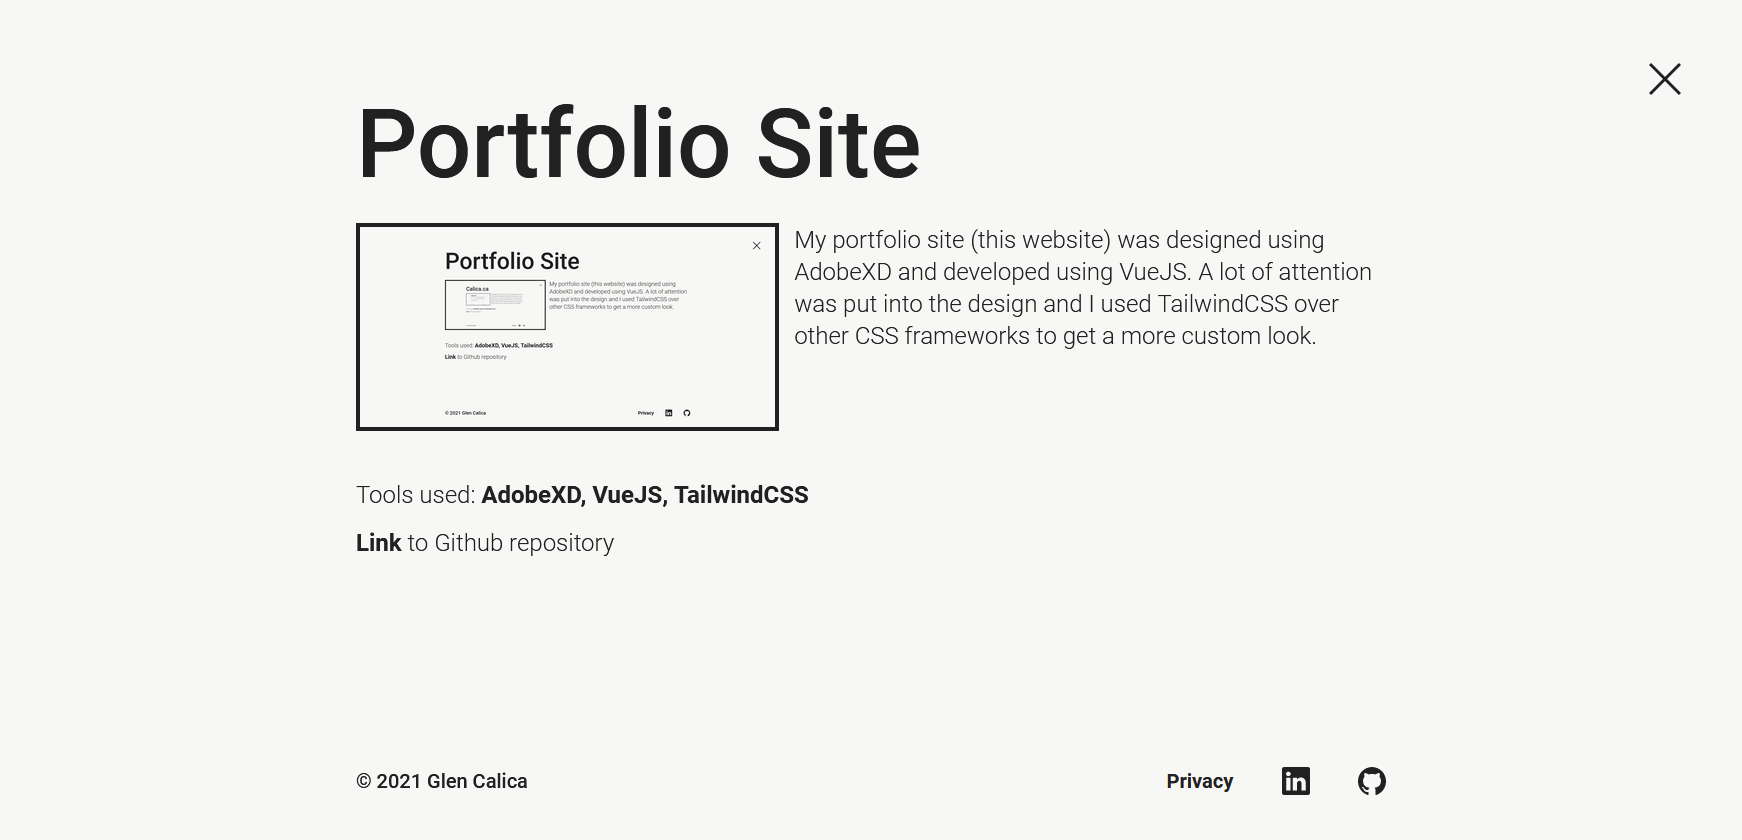 Portfolio Site
Portfolio Site
Calica.ca
My portfolio site (this website) was designed using
AdobeXD and developed using VueJS. A lot of attention
was put into the design and I used TailwindCSS over
other CSS frameworks to get a more custom look.
Tools used: AdobeXD, VueJS, TailwindCSS
Link to Github repository
© 2021 Glen Calica
Privacy
in
My portfolio site (this website) was designed using
AdobeXD and developed using VueJS. A lot of attention
was put into the design and I used TailwindCSS over
other CSS frameworks to get a more custom look.
Tools used: AdobeXD, VueJS, TailwindCSS
Link to Github repository
© 2021 Glen Calica
Privacy
in